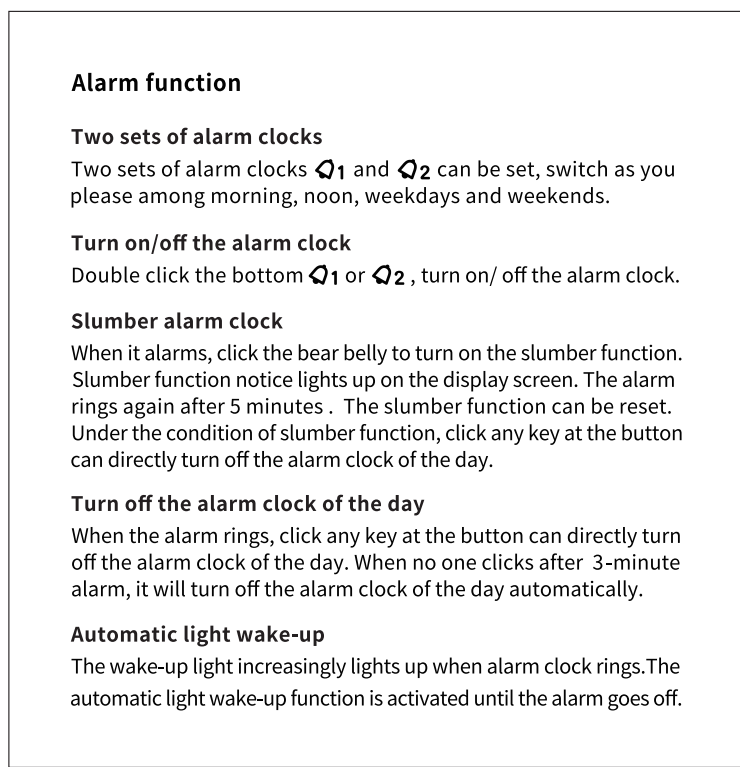 Alarm function
Two sets of alarm clocks
Two sets of alarm clocks 🔔1 and 🔔2 can be set, switch as you
please among morning, noon, weekdays and weekends.
Turn on/off the alarm clock
Double click the bottom 🔔1 or 🔔2 , turn on/ off the alarm clock.
Slumber alarm clock
When it alarms, click the bear belly to turn on the slumber function.
Slumber function notice lights up on the display screen. The alarm
rings again after 5 minutes .  The slumber function can be reset.
Under the condition of slumber function, click any key at the button
can directly turn off the alarm clock of the day.
Turn off the alarm clock of the day
When the alarm rings, click any key at the button can directly turn
off the alarm clock of the day. When no one clicks after  3-minute
alarm, it will turn off the alarm clock of the day automatically.
Automatic light wake-up
The wake-up light increasingly lights up when alarm clock rings.The
automatic light wake-up function is activated until the alarm goes off.